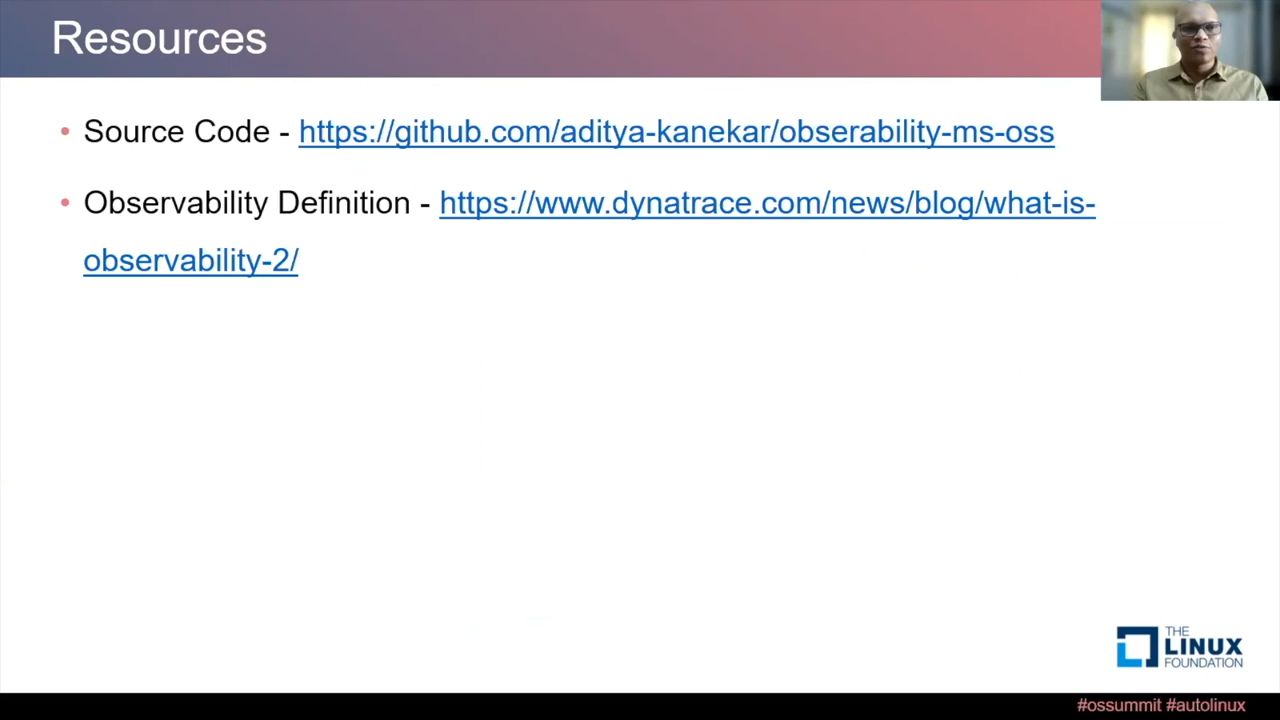 Resources
• Source Code - https://github.com/aditya-kanekar/obserability-ms-oss
• Observability Definition - https://www.dynatrace.com/news/blog/what-is-
observability-2/
THE
LINUX
FOUNDATION
#ossummit #autolinux